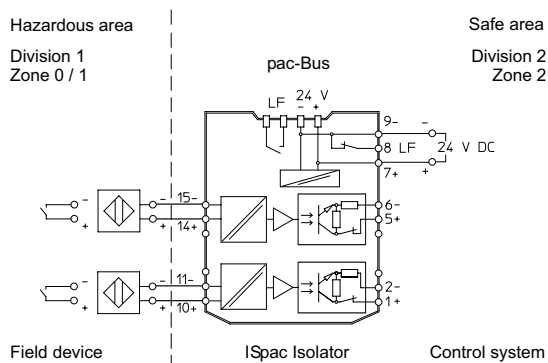 Hazardous area
Safe area
Division 1
Zone 0 / 1
Division 2
Zone 2
pac-Bus
LF
24 V
- +
9-
-
8 LF
24 V DC
7+
+
- - 15-
+ + 14+
6-
5+
- - 11-
+ + 10+
2-
1+
Field device
ISpac Isolator
Control system